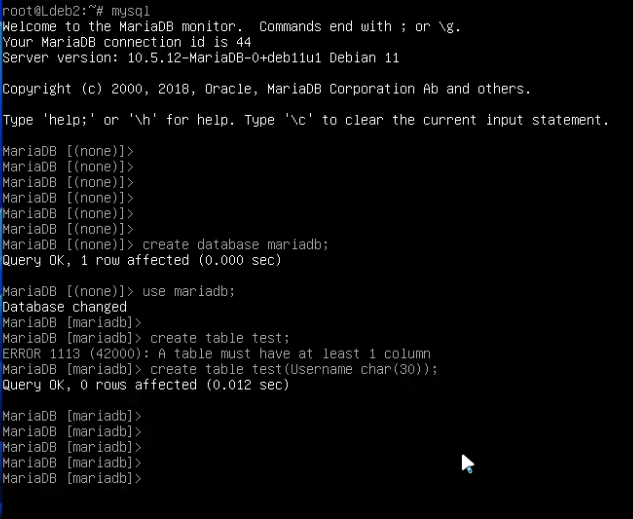 root@Ldeb2:~# mysql
Welcome to the MariaDB monitor.  Commands end with ; or \g.
Your MariaDB connection id is 44
Server version: 10.5.12-MariaDB-0+deb11u1 Debian 11

Copyright (c) 2000, 2018, Oracle, MariaDB Corporation Ab and others.

Type 'help;' or '\h' for help. Type '\c' to clear the current input statement.

MariaDB [(none)]>
MariaDB [(none)]>
MariaDB [(none)]>
MariaDB [(none)]>
MariaDB [(none)]>
MariaDB [(none)]>
MariaDB [(none)]> create database mariadb;
Query OK, 1 row affected (0.000 sec)

MariaDB [(none)]> use mariadb;
Database changed
MariaDB [mariadb]>
MariaDB [mariadb]> create table test;
ERROR 1113 (42000): A table must have at least 1 column
MariaDB [mariadb]> create table test(Username char(30));
Query OK, 0 rows affected (0.012 sec)

MariaDB [mariadb]>
MariaDB [mariadb]>
MariaDB [mariadb]>
MariaDB [mariadb]>
MariaDB [mariadb]>